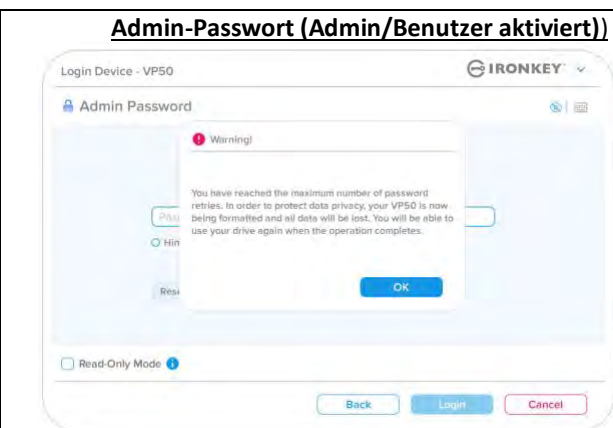 Admin-Passwort (Admin/Benutzer aktiviert))
Login Device - VP50
IRONKEY
Admin Password
Warning!
You have reached the maximum number of password
retries. In order to protect data privacy, your VP50 is now
being formatted and all data will be lost. You will be able to
use your drive again when the operation completes.
OK
Read-Only Mode
Back
Login
Cancel